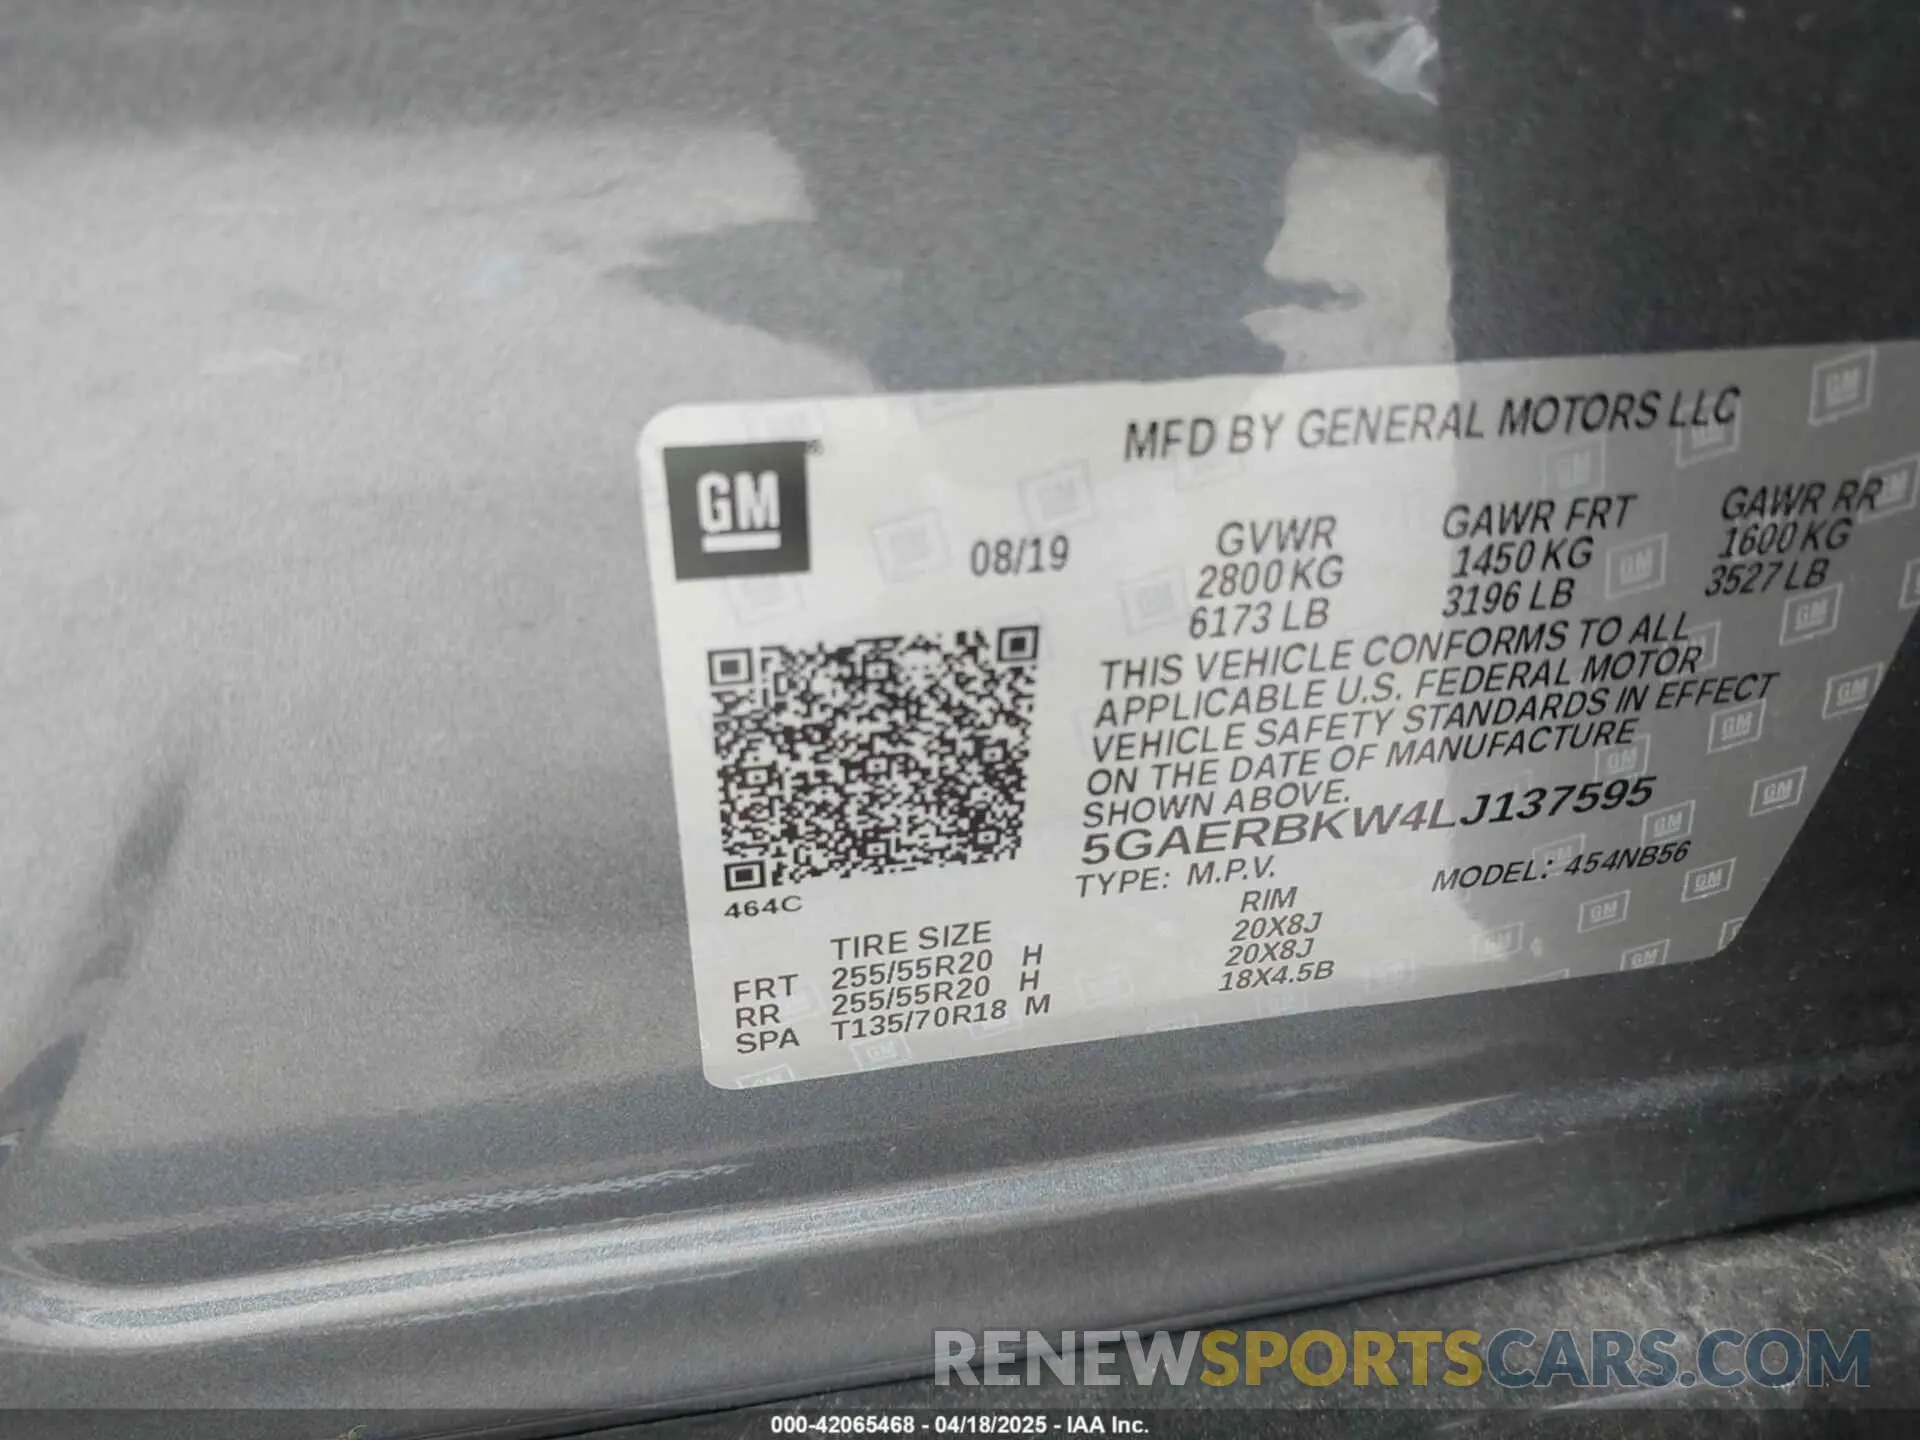 MFD BY GENERAL MOTORS LLC
GM®
08/19
GVWR GAWR FRT GAWR RR
2800 KG 1450 KG 1600 KG
6173 LB 3196 LB 3527 LB
THIS VEHICLE CONFORMS TO ALL
APPLICABLE U.S. FEDERAL MOTOR
VEHICLE SAFETY STANDARDS IN EFFECT
ON THE DATE OF MANUFACTURE
SHOWN ABOVE.
5GAERBKW4LJ137595
TYPE: M.P.V. MODEL: 454NB56
464C
TIRE SIZE RIM
FRT 255/55R20 H 20X8J
RR 255/55R20 H 20X8J
SPA T135/70R18 M 18X4.5B
RENEWSPORTSCARS.COM
000-42065468 - 04/18/2025 - IAA Inc.